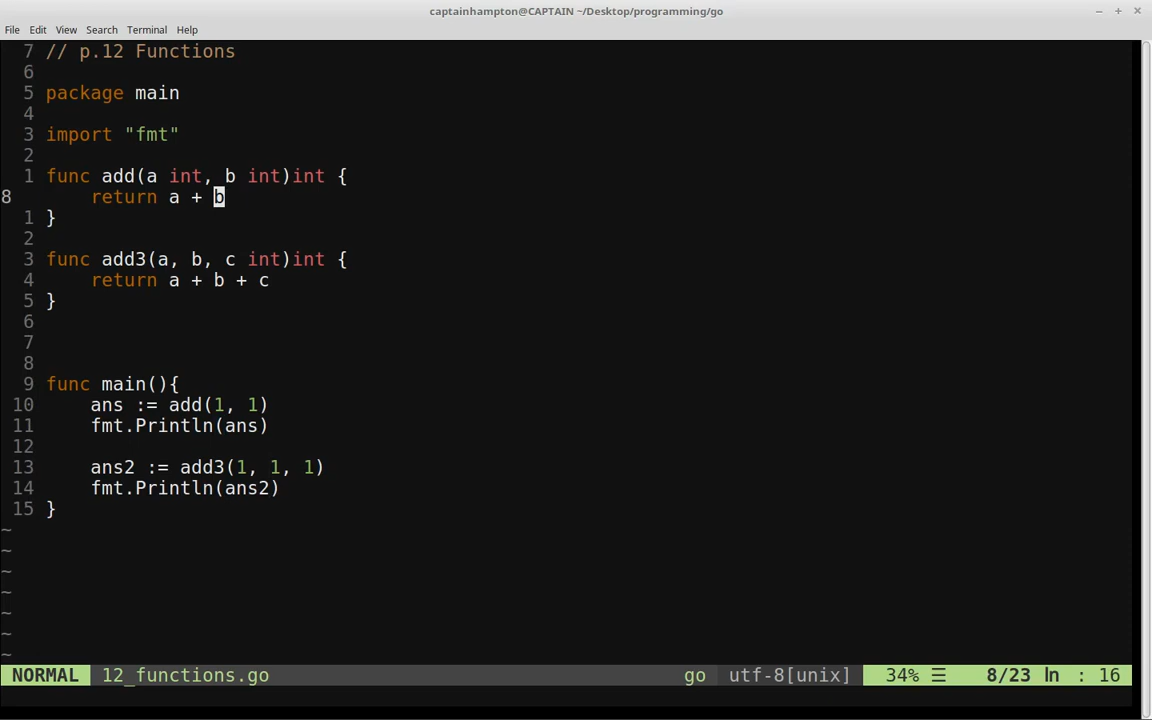 captainhampton@CAPTAIN ~/Desktop/programming/go
File Edit View Search Terminal Help
7 // p.12 Functions
6
5 package main
4
3 import "fmt"
2
1 func add(a int, b int)int {
8 return a + b
1 }
2
3 func add3(a, b, c int)int {
4 return a + b + c
5 }
6
7
8
9 func main(){
10 ans := add(1, 1)
11 fmt.Println(ans)
12
13 ans2 := add3(1, 1, 1)
14 fmt.Println(ans2)
15 }
~
~
~
~
~
~
~
NORMAL 12_functions.go go utf-8[unix] 34% ☰ 8/23 ln : 16